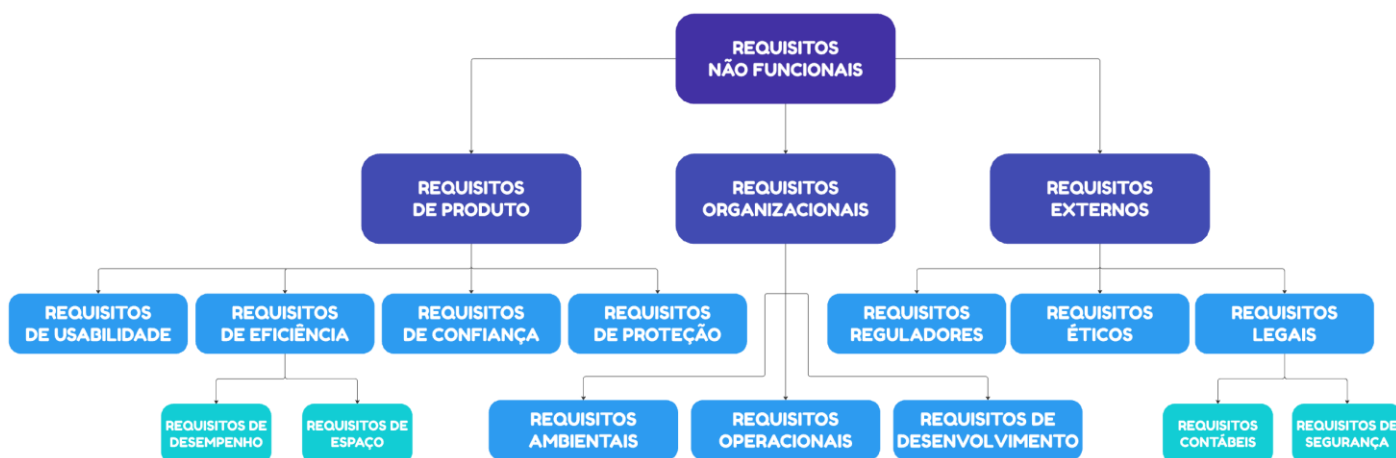 REQUISITOS
NÃO FUNCIONAIS
REQUISITOS
DE PRODUTO
REQUISITOS
ORGANIZACIONAIS
REQUISITOS
EXTERNOS
REQUISITOS
DE USABILIDADE
REQUISITOS
DE EFICIÊNCIA
REQUISITOS
DE CONFIANÇA
REQUISITOS
DE PROTEÇÃO
REQUISITOS
REGULADORES
REQUISITOS
ÉTICOS
REQUISITOS
LEGAIS
REQUISITOS DE
DESEMPENHO
REQUISITOS DE
ESPAÇO
REQUISITOS
AMBIENTAIS
REQUISITOS
OPERACIONAIS
REQUISITOS DE
DESENVOLVIMENTO
REQUISITOS
CONTÁBEIS
REQUISITOS DE
SEGURANÇA